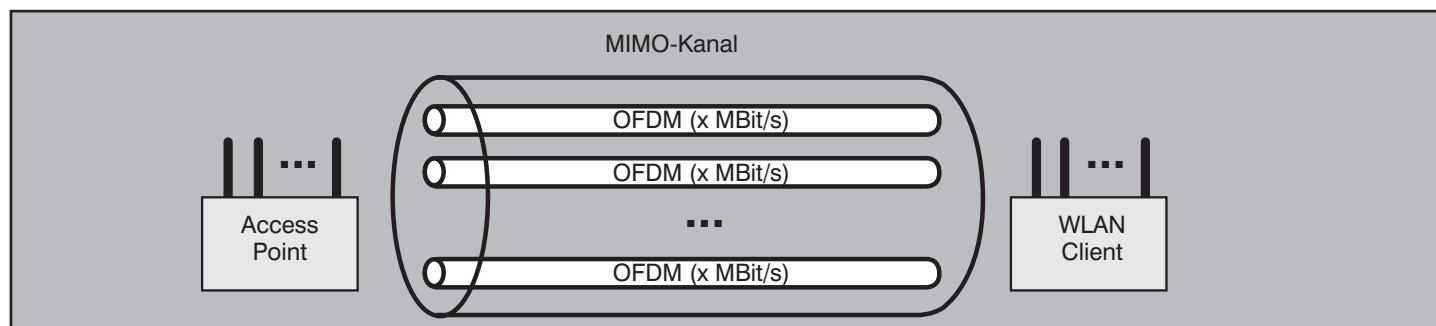 MIMO-Kanal
OFDM (x MBit/s)
OFDM (x MBit/s)
...
OFDM (x MBit/s)
...
Access
Point
...
WLAN
Client